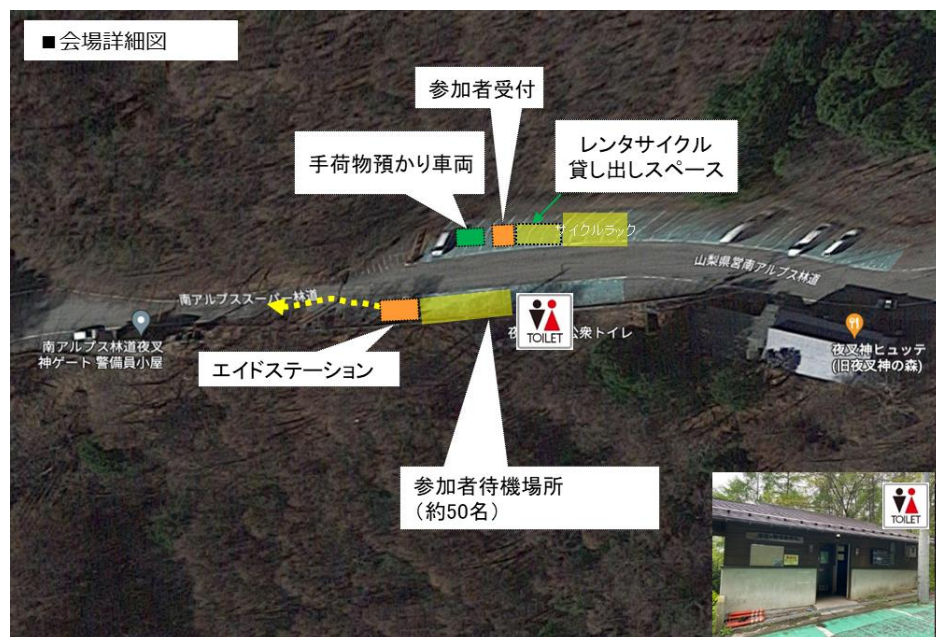 ■会場詳細図
参加者受付
レンタサイクル
貸し出しスペース
手荷物預かり車両
サイクルラック
山梨県営南アルプス林道
南アルプススーパー林道
TOILET
衆トイレ
南アルプス林道夜叉
神ゲート 警備員小屋
夜叉神ヒュッテ
(旧夜叉神の森)
エイドステーション
参加者待機場所
（約50名）
TOILET